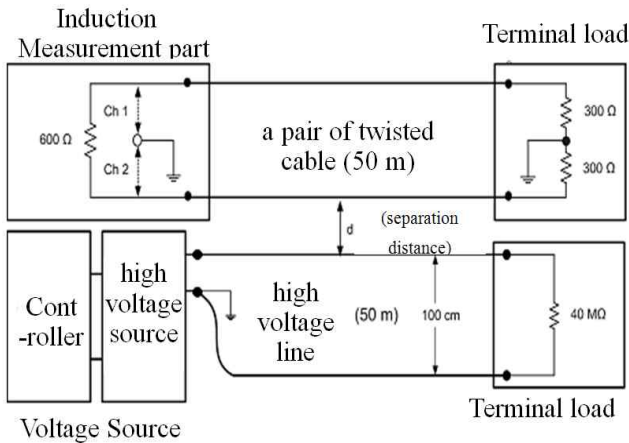 Induction
Measurement part
Terminal load
Ch 1
600 Ω
Ch 2
a pair of twisted
cable (50 m)
300 Ω
300 Ω
d
(separation
distance)
Cont
-roller
high
voltage
source
high
voltage
line
(50 m)
100 cm
40 MΩ
Voltage Source
Terminal load